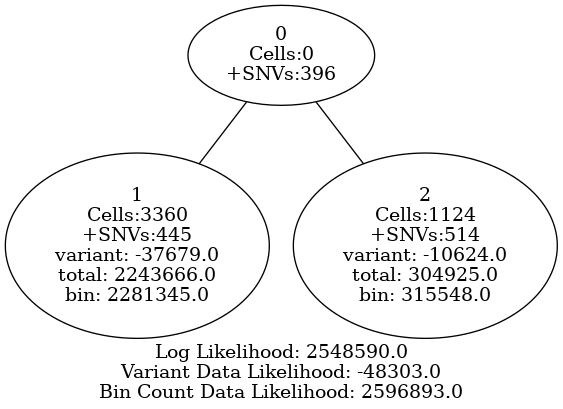 0
Cells:0
+SNVs:396
1
Cells:3360
+SNVs:445
variant: -37679.0
total: 2243666.0
bin: 2281345.0
2
Cells:1124
+SNVs:514
variant: -10624.0
total: 304925.0
bin: 315548.0
Log Likelihood: 2548590.0
Variant Data Likelihood: -48303.0
Bin Count Data Likelihood: 2596893.0